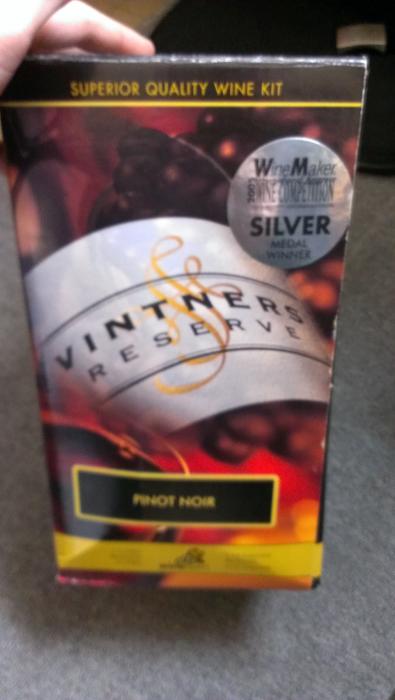 SUPERIOR QUALITY WINE KIT
WineMaker
WINE COMPETITION
SILVER
MEDAL
WINNER
VINTNERS
RESERVE
PINOT NOIR